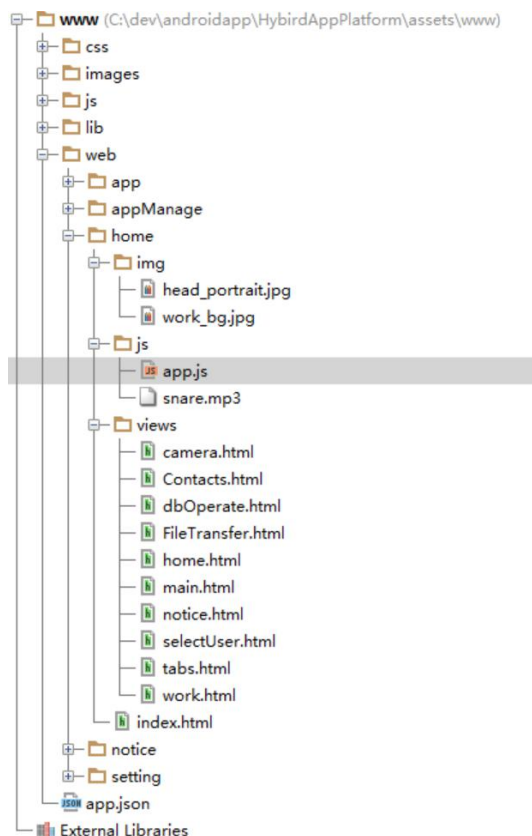 www (C:\dev\androidapp\HybirdAppPlatform\assets\www)
css
images
js
lib
web
app
appManage
home
img
head_portrait.jpg
work_bg.jpg
js
app.js
snare.mp3
views
camera.html
Contacts.html
dbOperate.html
FileTransfer.html
home.html
main.html
notice.html
selectUser.html
tabs.html
work.html
index.html
notice
setting
app.json
External Libraries